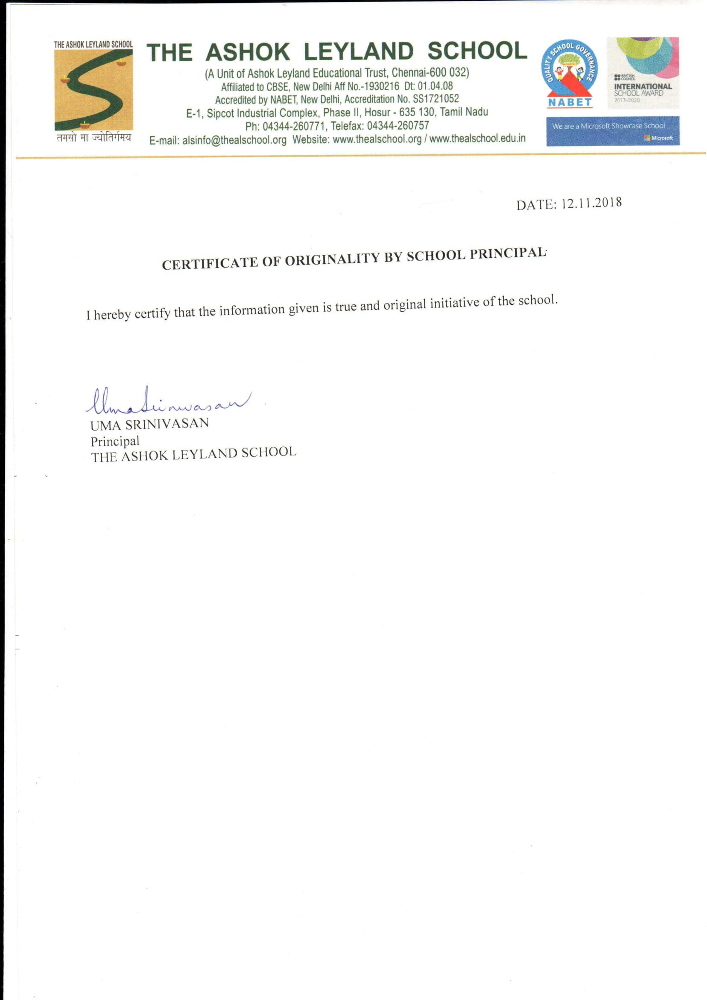 THE ASHOK LEYLAND SCHOOL
तमसो मा ज्योतिर्गमय
THE ASHOK LEYLAND SCHOOL
(A Unit of Ashok Leyland Educational Trust, Chennai-600 032)
Affiliated to CBSE, New Delhi Aff No.-1930216 Dt: 01.04.08
Accredited by NABET, New Delhi, Accreditation No. SS1721052
E-1, Sipcot Industrial Complex, Phase II, Hosur - 635 130, Tamil Nadu
Ph: 04344-260771, Telefax: 04344-260757
E-mail: alsinfo@thealschool.org Website: www.thealschool.org / www.thealschool.edu.in
QUALITY SCHOOL GOVERNANCE
NABET
BRITISH
COUNCIL
INTERNATIONAL
SCHOOL AWARD
2017-2020
We are a Microsoft Showcase School
Microsoft
DATE: 12.11.2018
CERTIFICATE OF ORIGINALITY BY SCHOOL PRINCIPAL
I hereby certify that the information given is true and original initiative of the school.
Uma Srinivasan
UMA SRINIVASAN
Principal
THE ASHOK LEYLAND SCHOOL